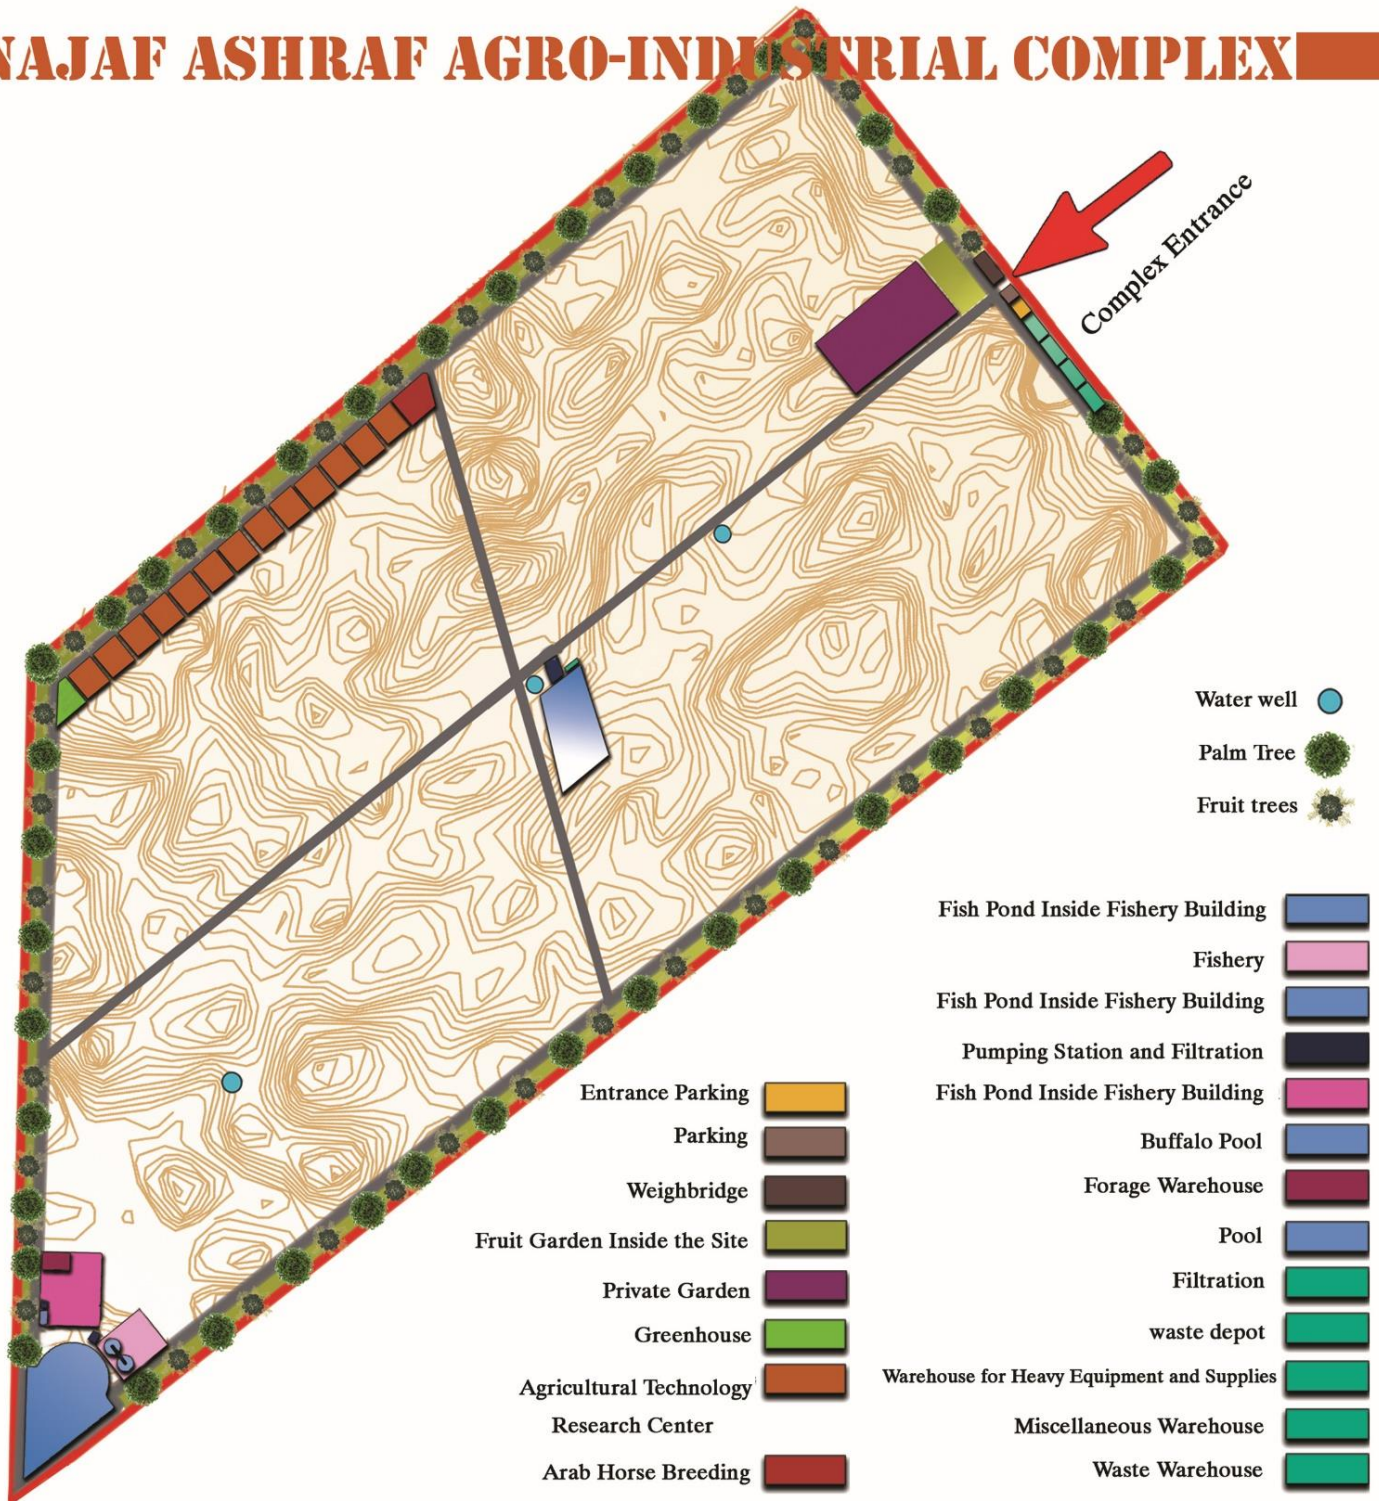 NAJAF ASHRAF AGRO-INDUSTRIAL COMPLEX
Complex Entrance
Water well
Palm Tree
Fruit trees
Fish Pond Inside Fishery Building
Fishery
Fish Pond Inside Fishery Building
Pumping Station and Filtration
Fish Pond Inside Fishery Building
Buffalo Pool
Forage Warehouse
Pool
Filtration
waste depot
Warehouse for Heavy Equipment and Supplies
Miscellaneous Warehouse
Waste Warehouse
Entrance Parking
Parking
Weighbridge
Fruit Garden Inside the Site
Private Garden
Greenhouse
Agricultural Technology
Research Center
Arab Horse Breeding